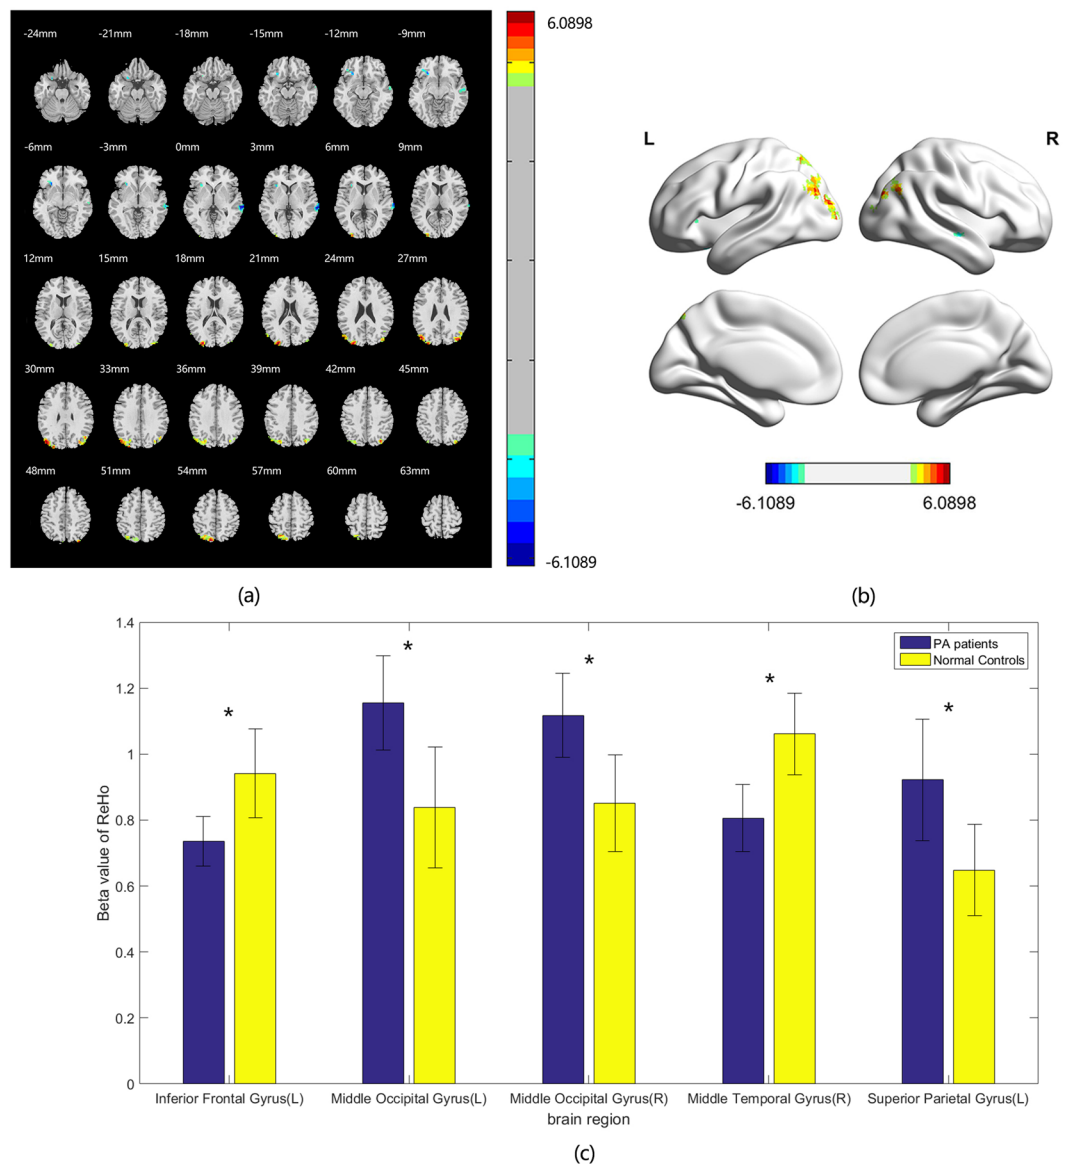 -24mm -21mm -18mm -15mm -12mm -9mm
-6mm -3mm 0mm 3mm 6mm 9mm
12mm 15mm 18mm 21mm 24mm 27mm
30mm 33mm 36mm 39mm 42mm 45mm
48mm 51mm 54mm 57mm 60mm 63mm
6.0898
-6.1089
(a)
L R
-6.1089 6.0898
(b)
1.4
1.2
1
0.8
0.6
0.4
0.2
0
Beta value of ReHo
PA patients
Normal Controls
* * * * *
Inferior Frontal Gyrus(L) Middle Occipital Gyrus(L) Middle Occipital Gyrus(R) Middle Temporal Gyrus(R) Superior Parietal Gyrus(L)
brain region
(c)